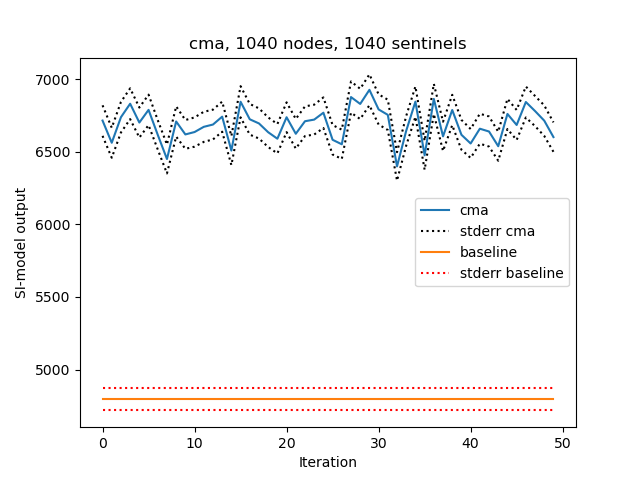 cma, 1040 nodes, 1040 sentinels
7000
6500
6000
5500
5000
SI-model output
cma
stderr cma
baseline
stderr baseline
0
10
20
30
40
50
Iteration